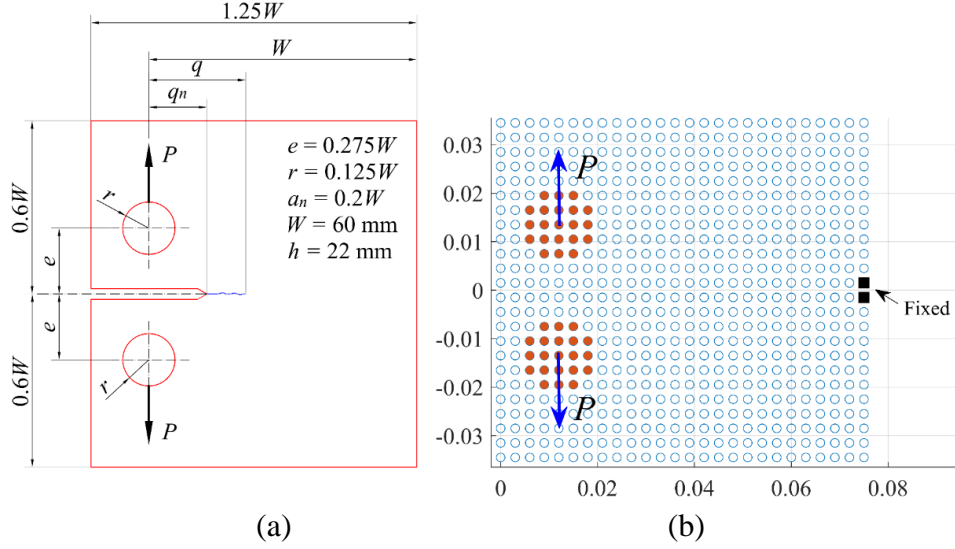 1.25W
W
q
qn
P
r
e
e
r
P
0.6W
0.6W
e = 0.275W
r = 0.125W
an = 0.2W
W = 60 mm
h = 22 mm
(a)
0.03
0.02
0.01
0
-0.01
-0.02
-0.03
P
P
Fixed
0
0.02
0.04
0.06
0.08
(b)